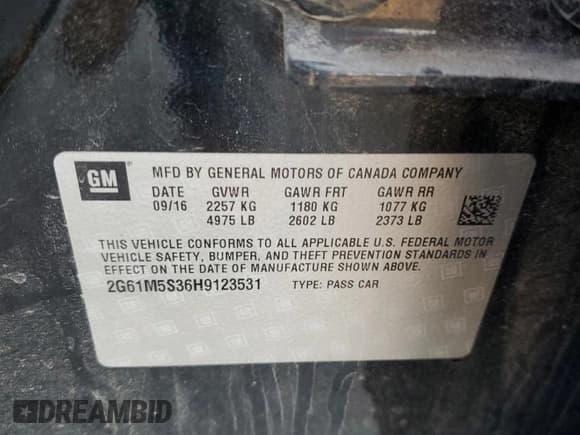 GM
MFD BY GENERAL MOTORS OF CANADA COMPANY
DATE GVWR GAWR FRT GAWR RR
09/16 2257 KG 1180 KG 1077 KG
4975 LB 2602 LB 2373 LB
THIS VEHICLE CONFORMS TO ALL APPLICABLE U.S. FEDERAL MOTOR
VEHICLE SAFETY, BUMPER, AND THEFT PREVENTION STANDARDS IN
EFFECT ON THE DATE OF MANUFACTURE SHOWN ABOVE.
2G61M5S36H9123531 TYPE: PASS CAR
DREAMBID